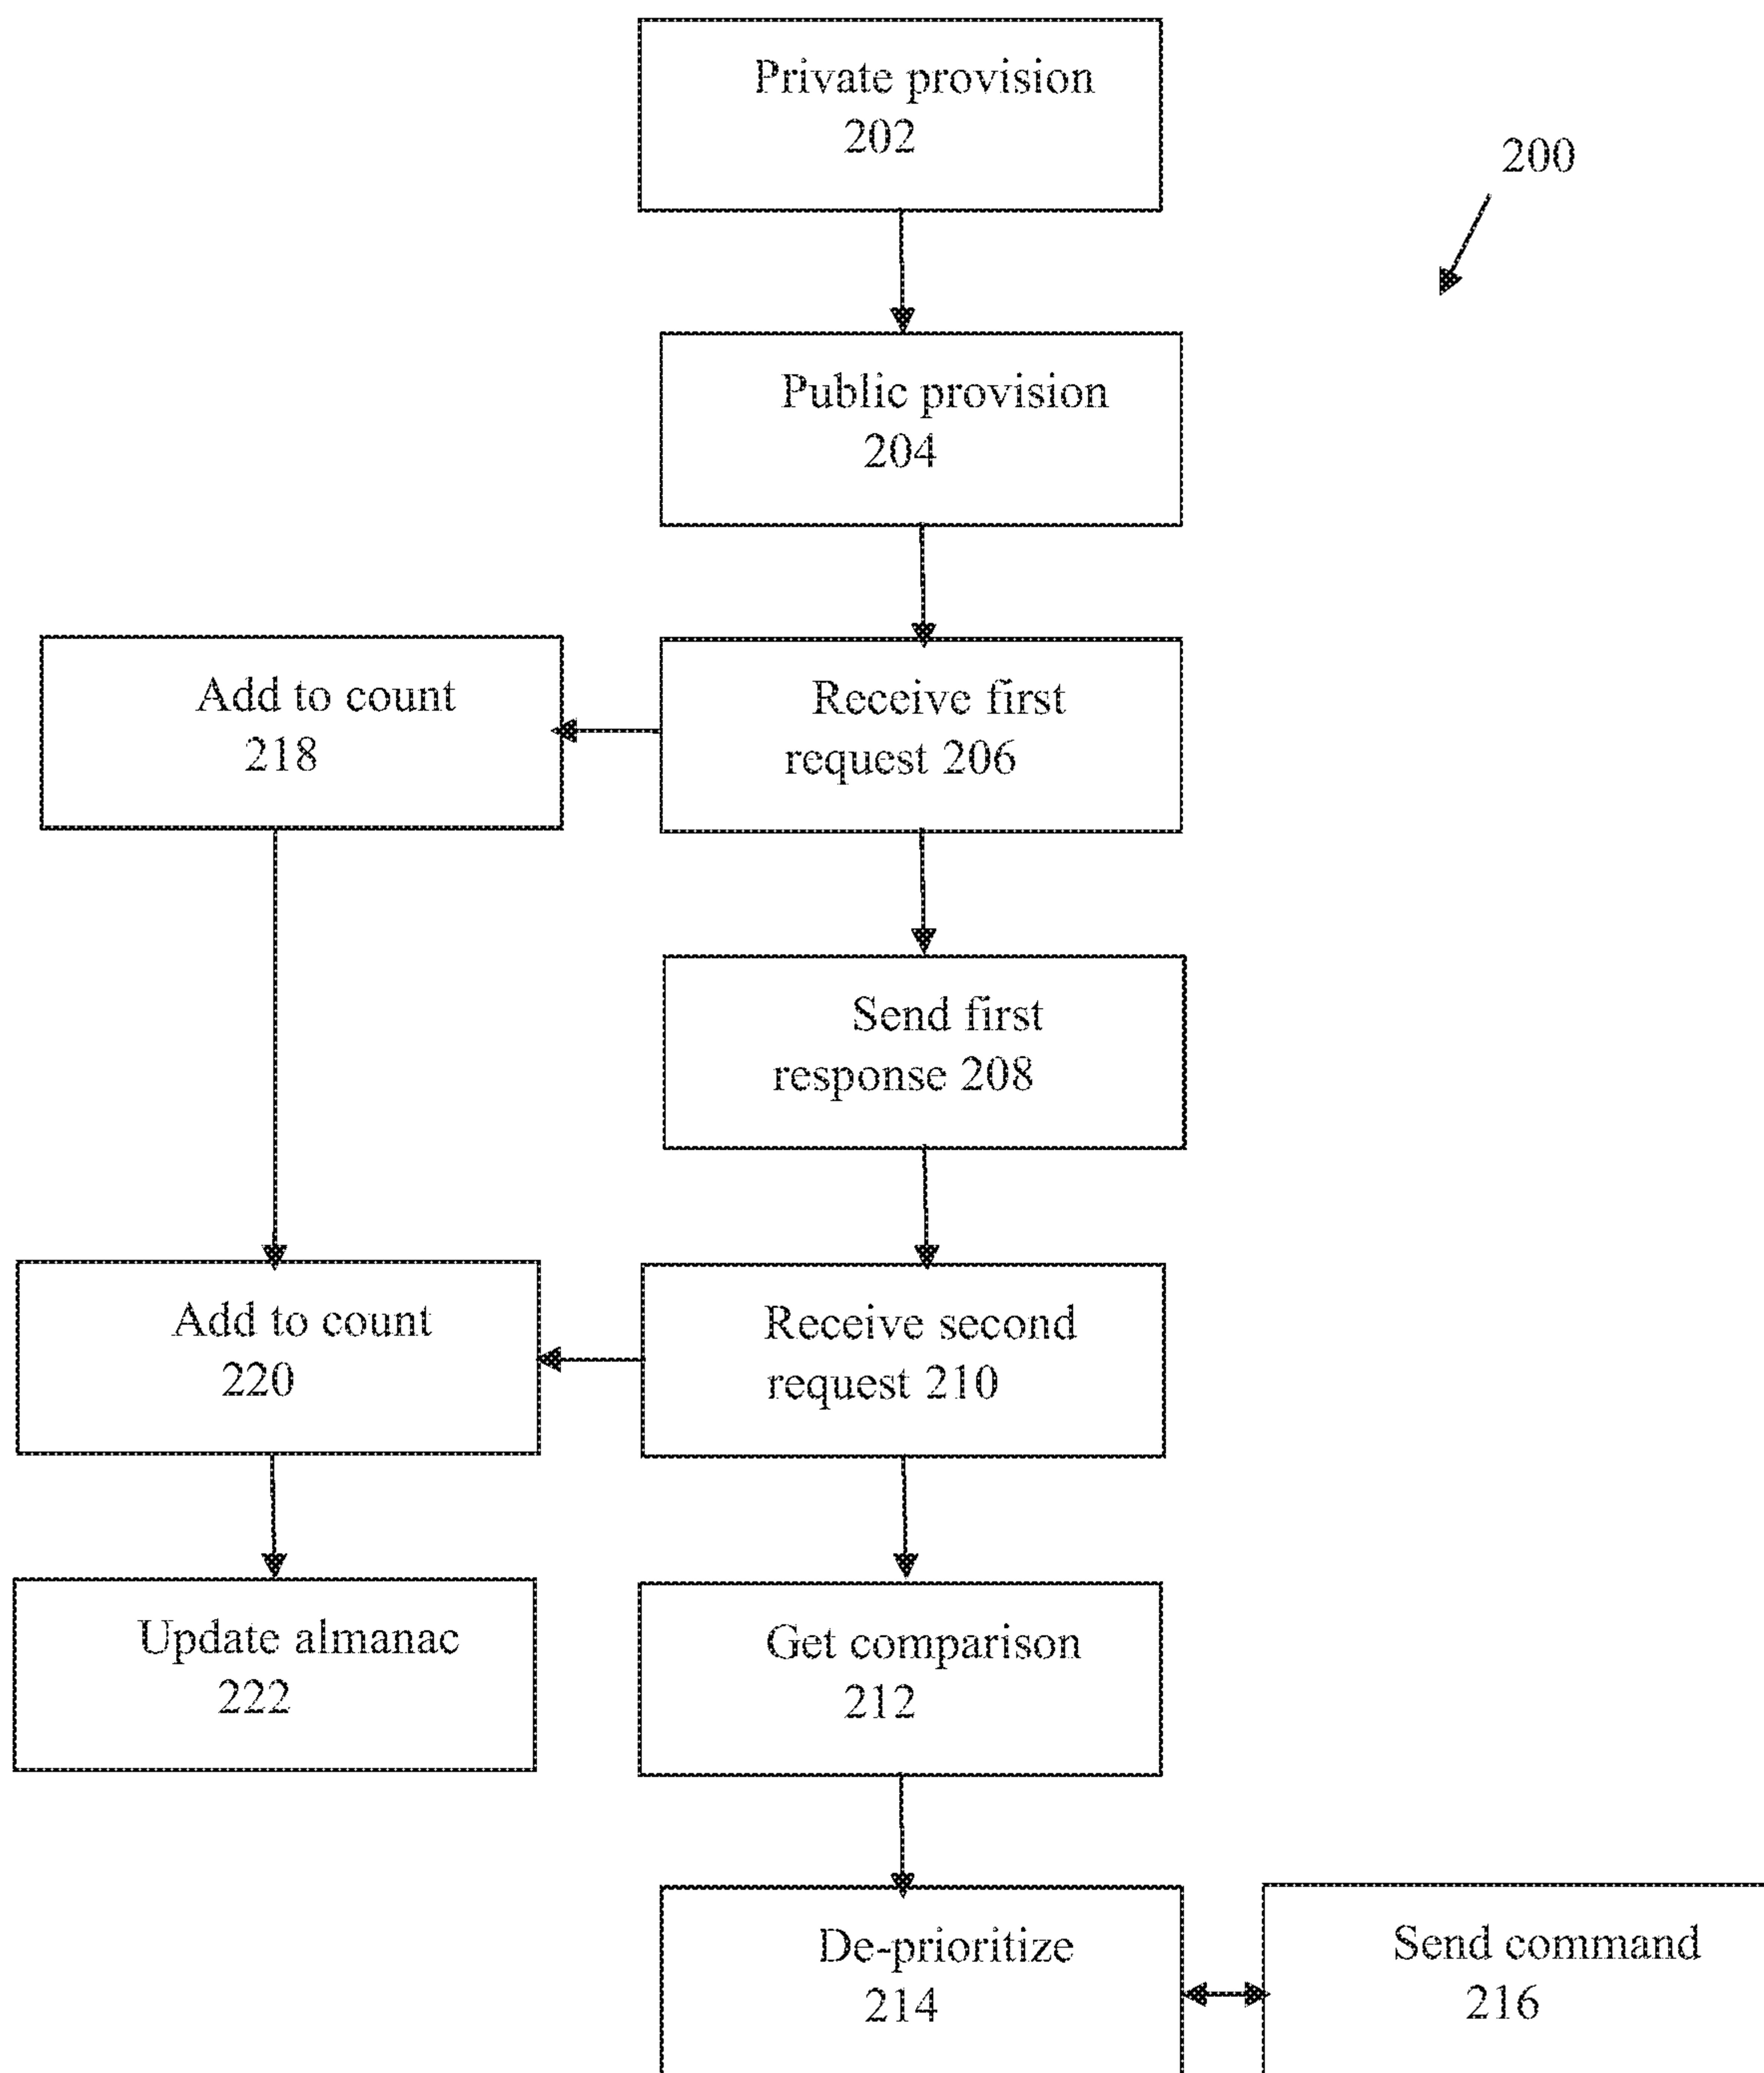 Private provision
202
200
Public provision
204
Add to count
218
Receive first
request 206
Send first
response 208
Add to count
220
Receive second
request 210
Update almanac
222
Get comparison
212
De-prioritize
214
Send command
216